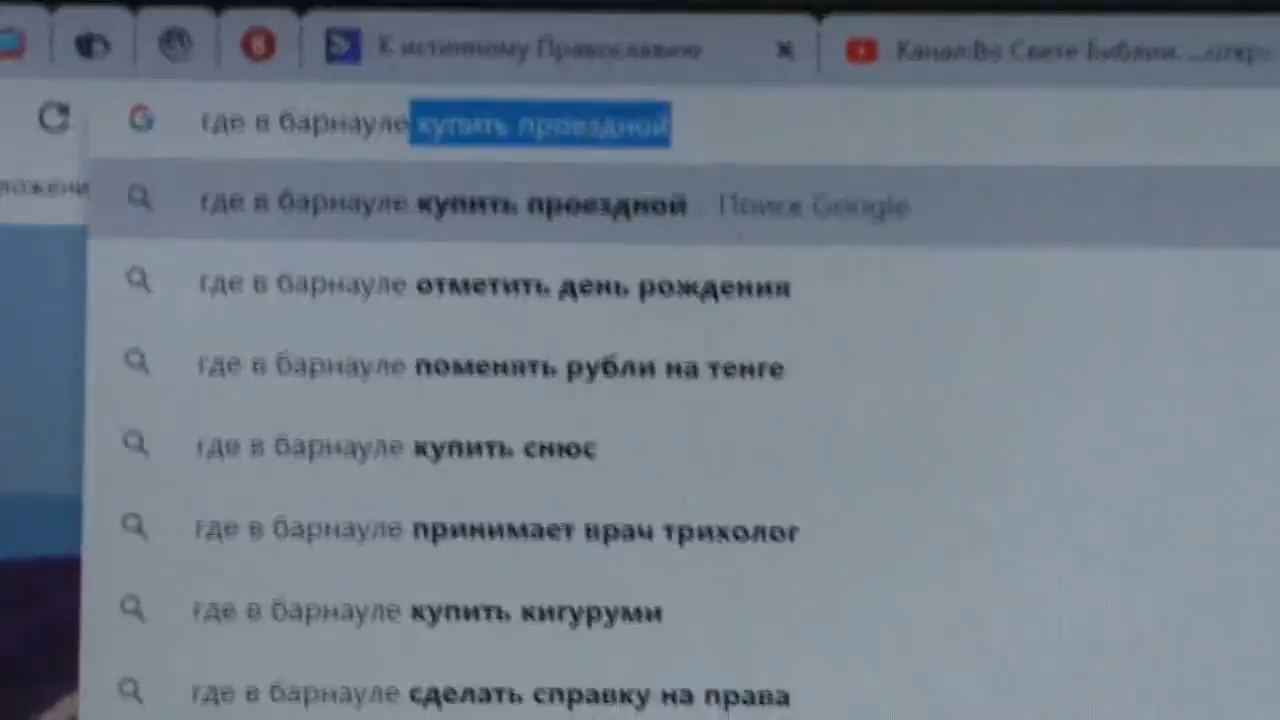 К истинному Православию
Канал:Во Свете Библии. ...откр
где в барнауле купить проездной
ложени
где в барнауле купить проездной - Поиск Google
где в барнауле отметить день рождения
где в барнауле поменять рубли на тенге
где в барнауле купить снюс
где в барнауле принимает врач трихолог
где в барнауле купить кигуруми
где в барнауле сделать справку на права